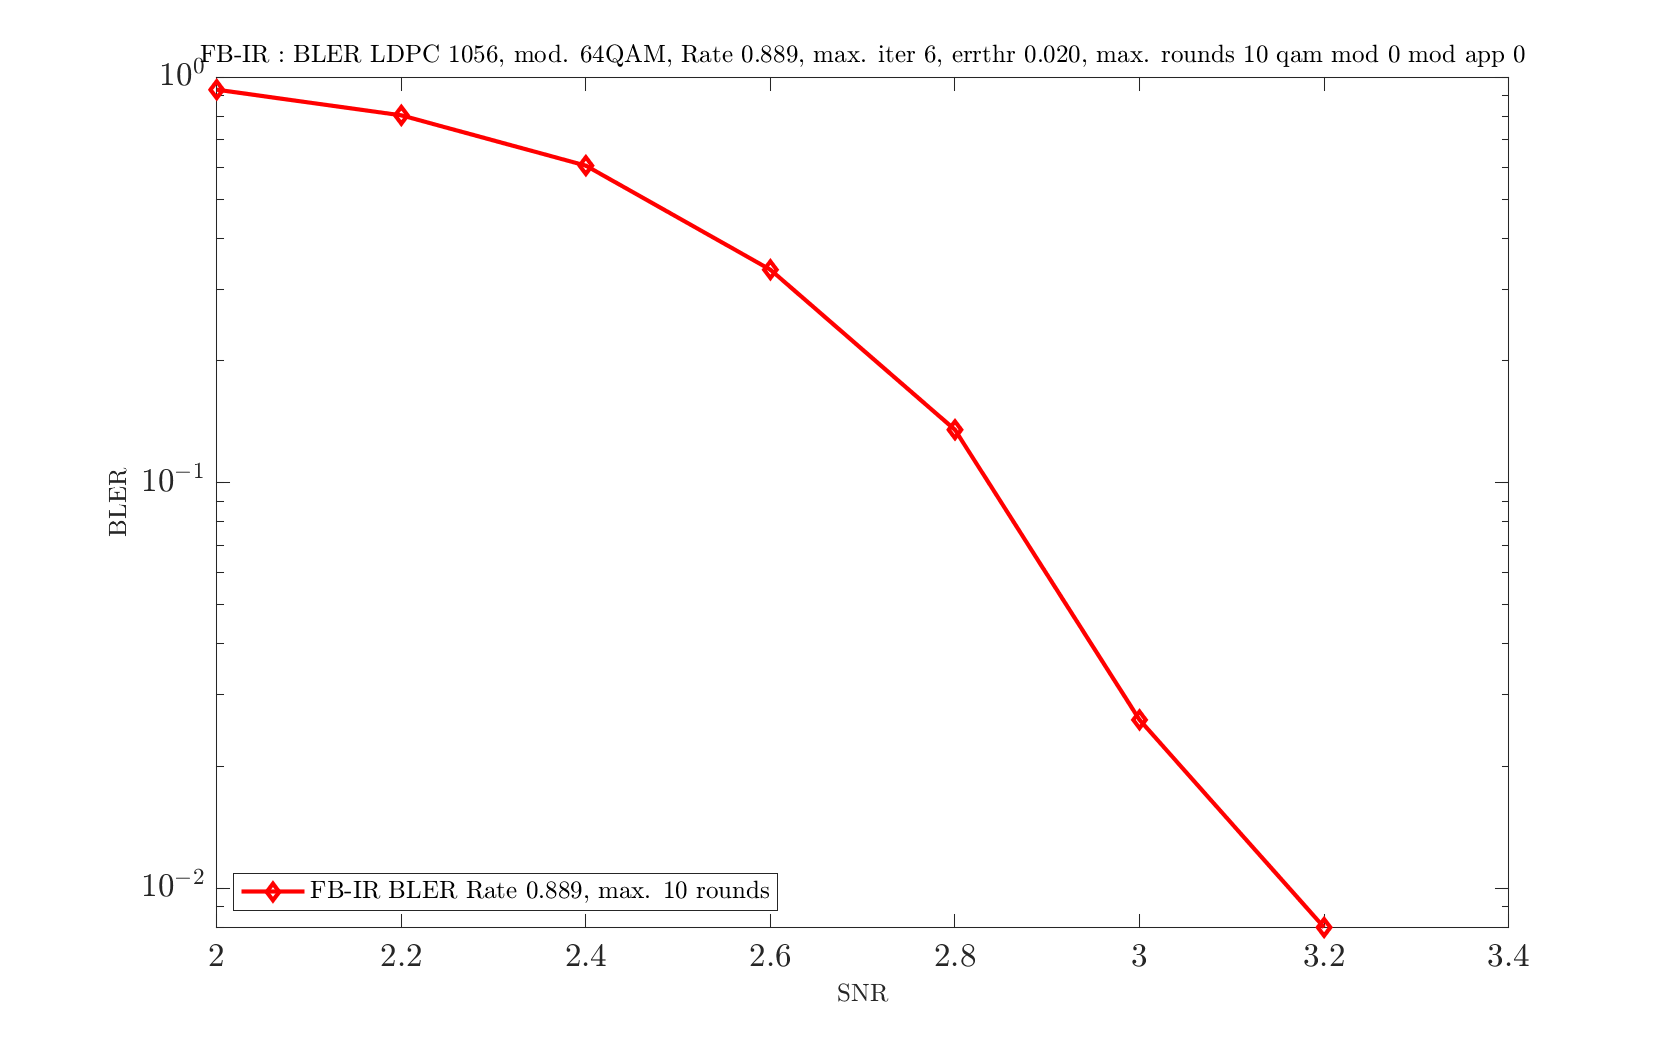 FB-IR : BLER LDPC 1056, mod. 64QAM, Rate 0.889, max. iter 6, errthr 0.020, max. rounds 10 qam mod 0 mod app 0
10^0
10^{-1}
10^{-2}
BLER
FB-IR BLER Rate 0.889, max. 10 rounds
2 2.2 2.4 2.6 2.8 3 3.2 3.4
SNR